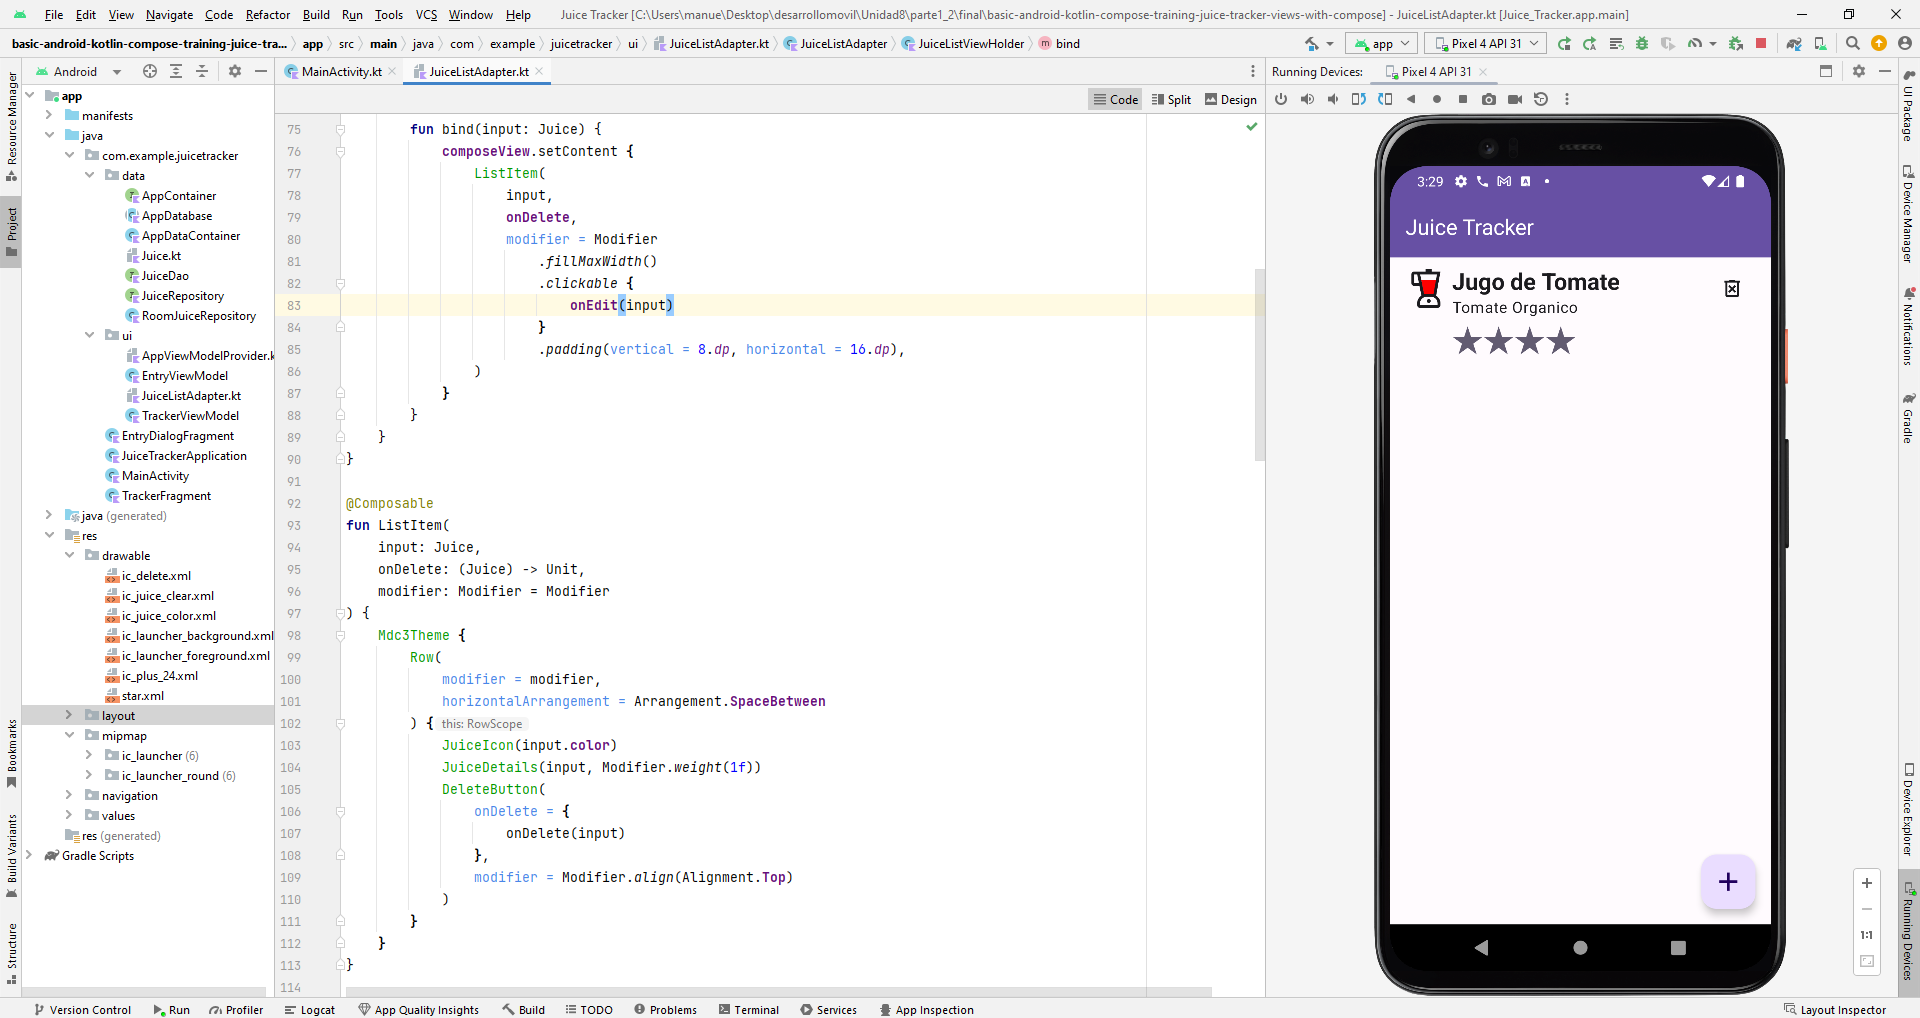 File Edit View Navigate Code Refactor Build Run Tools VCS Window Help Juice Tracker [C:\Users\manue\Desktop\desarrollomovil\Unidad8\parte1_2\final\basic-android-kotlin-compose-training-juice-tracker-views-with-compose] - JuiceListAdapter.kt [Juice_Tracker.app.main]
basic-android-kotlin-compose-training-juice-tra... app src main java com example juicetracker ui JuiceListAdapter.kt JuiceListAdapter JuiceListViewHolder bind app Pixel 4 API 31
Android MainActivity.kt JuiceListAdapter.kt Running Devices: Pixel 4 API 31
Code Split Design
Resource Manager
Project
Bookmarks
Build Variants
Structure
app
manifests
java
com.example.juicetracker
data
AppContainer
AppDatabase
AppDataContainer
Juice.kt
JuiceDao
JuiceRepository
RoomJuiceRepository
ui
AppViewModelProvider.k
EntryViewModel
JuiceListAdapter.kt
TrackerViewModel
EntryDialogFragment
JuiceTrackerApplication
MainActivity
TrackerFragment
java (generated)
res
drawable
ic_delete.xml
ic_juice_clear.xml
ic_juice_color.xml
ic_launcher_background.xml
ic_launcher_foreground.xml
ic_plus_24.xml
star.xml
layout
mipmap
ic_launcher (6)
ic_launcher_round (6)
navigation
values
res (generated)
Gradle Scripts
75 fun bind(input: Juice) {
76 composeView.setContent {
77 ListItem(
78 input,
79 onDelete,
80 modifier = Modifier
81 .fillMaxWidth()
82 .clickable {
83 onEdit(input)
84 }
85 .padding(vertical = 8.dp, horizontal = 16.dp),
86 )
87 }
88 }
89 }
90 }
91
92 @Composable
93 fun ListItem(
94 input: Juice,
95 onDelete: (Juice) -> Unit,
96 modifier: Modifier = Modifier
97 ) {
98 Mdc3Theme {
99 Row(
100 modifier = modifier,
101 horizontalArrangement = Arrangement.SpaceBetween
102 ) { this: RowScope
103 JuiceIcon(input.color)
104 JuiceDetails(input, Modifier.weight(1f))
105 DeleteButton(
106 onDelete = {
107 onDelete(input)
108 },
109 modifier = Modifier.align(Alignment.Top)
110 )
111 }
112 }
113 }
114
3:29
Juice Tracker
Jugo de Tomate
Tomate Organico
+
+
−
1:1
UI Package
Device Manager
Notifications
Gradle
Device Explorer
Running Devices
Version Control Run Profiler Logcat App Quality Insights Build TODO Problems Terminal Services App Inspection Layout Inspector